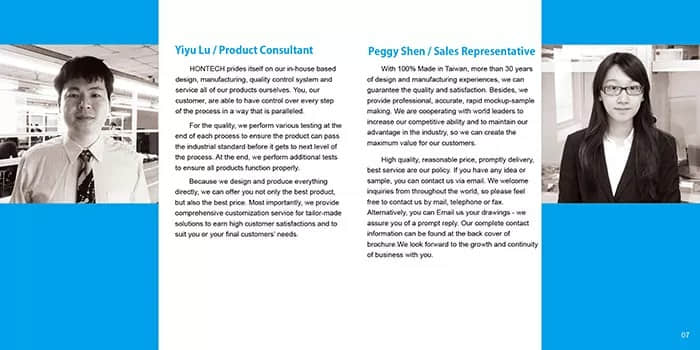 Yiyu Lu / Product Consultant
HONTECH prides itself on our in-house based
design, manufacturing, quality control system and
service all of our products ourselves. You, our
customer, are able to have control over every step
of the process in a way that is paralleled.
For the quality, we perform various testing at the
end of each process to ensure the product can pass
the industrial standard before it gets to next level of
the process. At the end, we perform additional tests
to ensure all products function properly.
Because we design and produce everything
directly, we can offer you not only the best product,
but also the best price. Most importantly, we provide
comprehensive customization service for tailor-made
solutions to earn high customer satisfactions and to
suit you or your final customers' needs.
Peggy Shen / Sales Representative
With 100% Made in Taiwan, more than 30 years
of design and manufacturing experiences, we can
guarantee the quality and satisfaction. Besides, we
provide professional, accurate, rapid mockup-sample
making. We are cooperating with world leaders to
increase our competitive ability and to maintain our
advantage in the industry, so we can create the
maximum value for our customers.
High quality, reasonable price, promptly delivery,
best service are our policy. If you have any idea or
sample, you can contact us via email. We welcome
inquiries from throughout the world, so please feel
free to contact us by mail, telephone or fax.
Alternatively, you can Email us your drawings - we
assure you of a prompt reply. Our complete contact
information can be found at the back cover of
brochure.We look forward to the growth and continuity
of business with you.
07